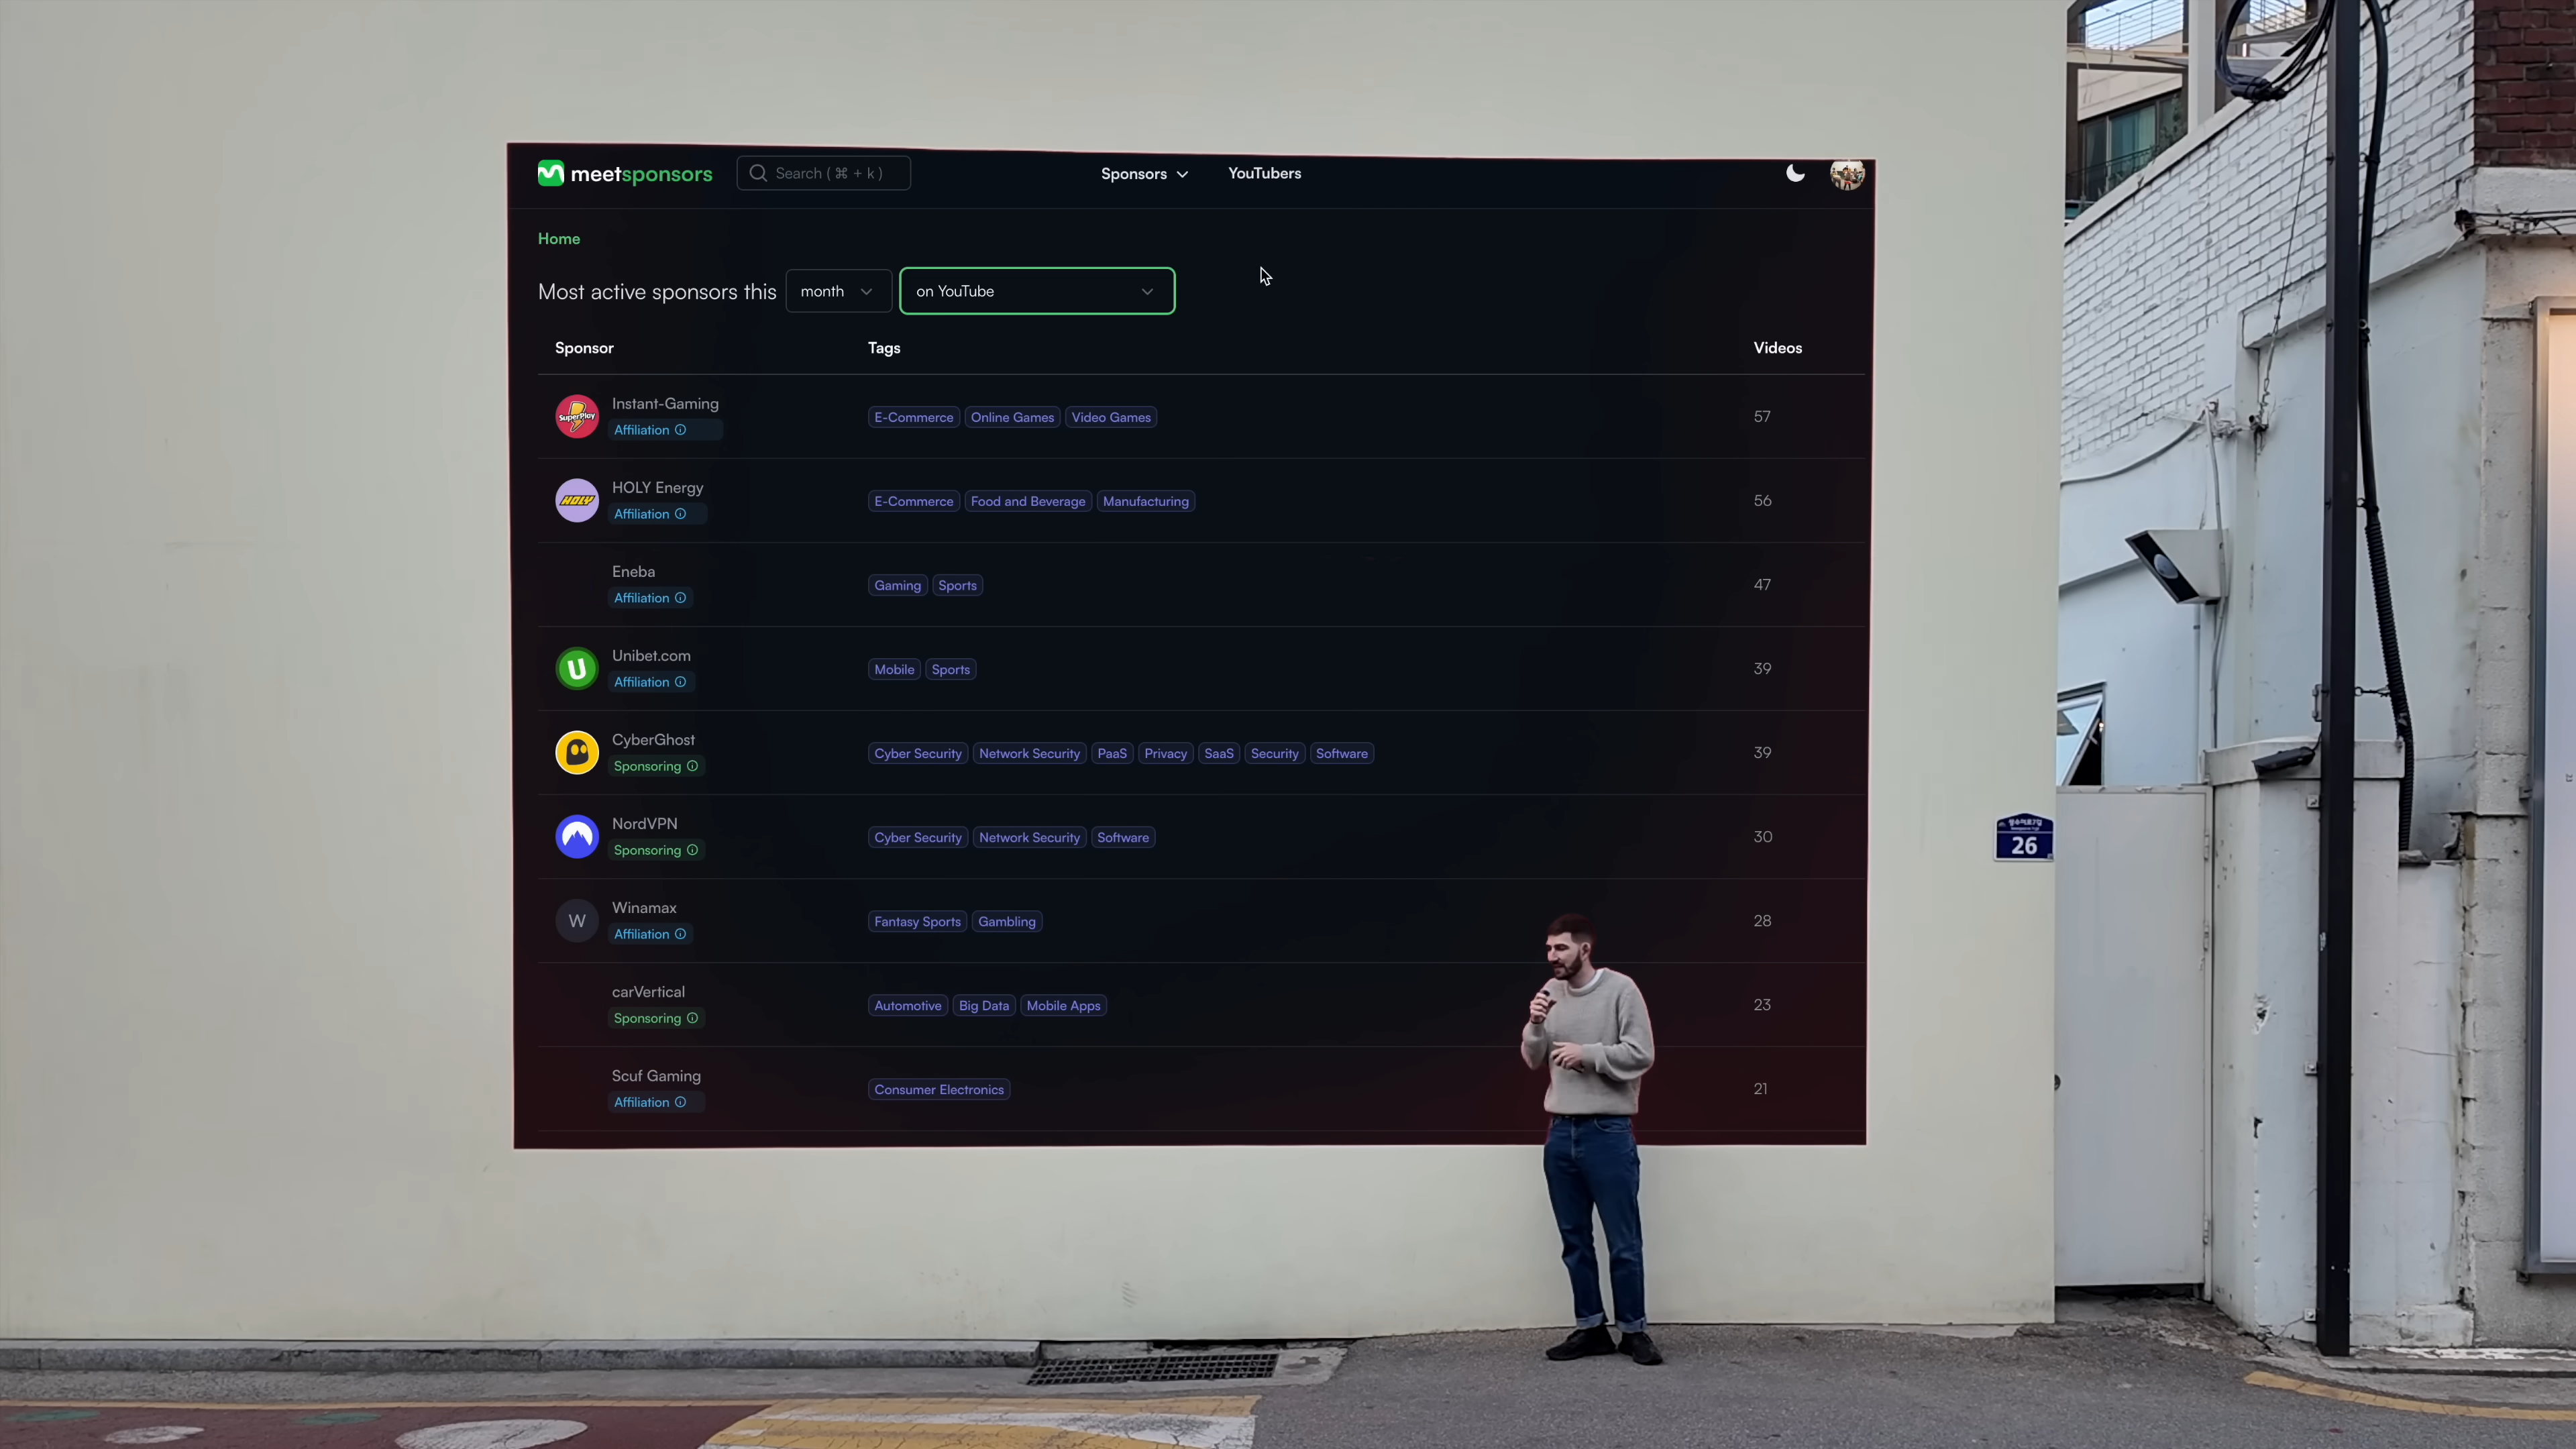 meetsponsors
Search ( ⌘ + k )
Sponsors
YouTubers
Home
Most active sponsors this month on YouTube
Sponsor Tags Videos
SuperPlay
Instant-Gaming
Affiliation
E-Commerce Online Games Video Games
57
HOLY
HOLY Energy
Affiliation
E-Commerce Food and Beverage Manufacturing
56
Eneba
Affiliation
Gaming Sports
47
U
Unibet.com
Affiliation
Mobile Sports
39
CyberGhost
Sponsoring
Cyber Security Network Security PaaS Privacy SaaS Security Software
39
NordVPN
Sponsoring
Cyber Security Network Security Software
30
W
Winamax
Affiliation
Fantasy Sports Gambling
28
carVertical
Sponsoring
Automotive Big Data Mobile Apps
23
Scuf Gaming
Affiliation
Consumer Electronics
21
26